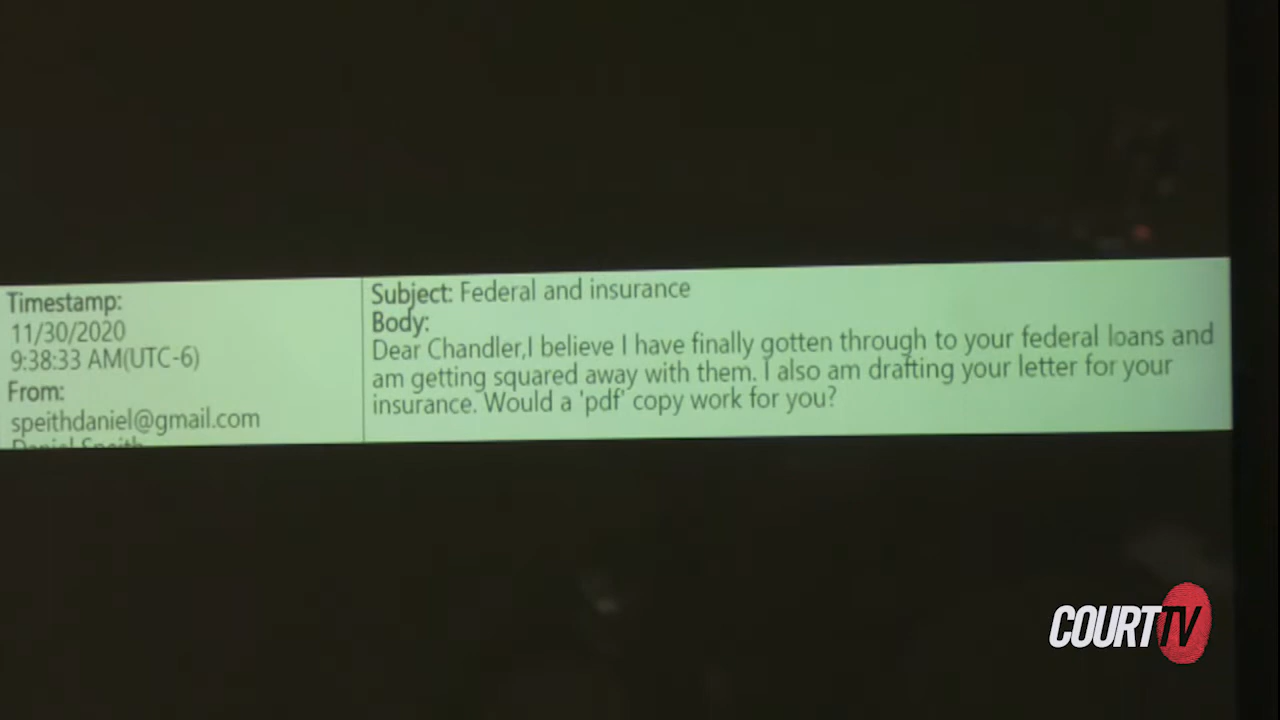 Timestamp:
11/30/2020
9:38:33 AM(UTC-6)
From:
speithdaniel@gmail.com
Daniel Speith
Subject: Federal and insurance
Body:
Dear Chandler,I believe I have finally gotten through to your federal loans and
am getting squared away with them. I also am drafting your letter for your
insurance. Would a 'pdf' copy work for you?
COURT TV